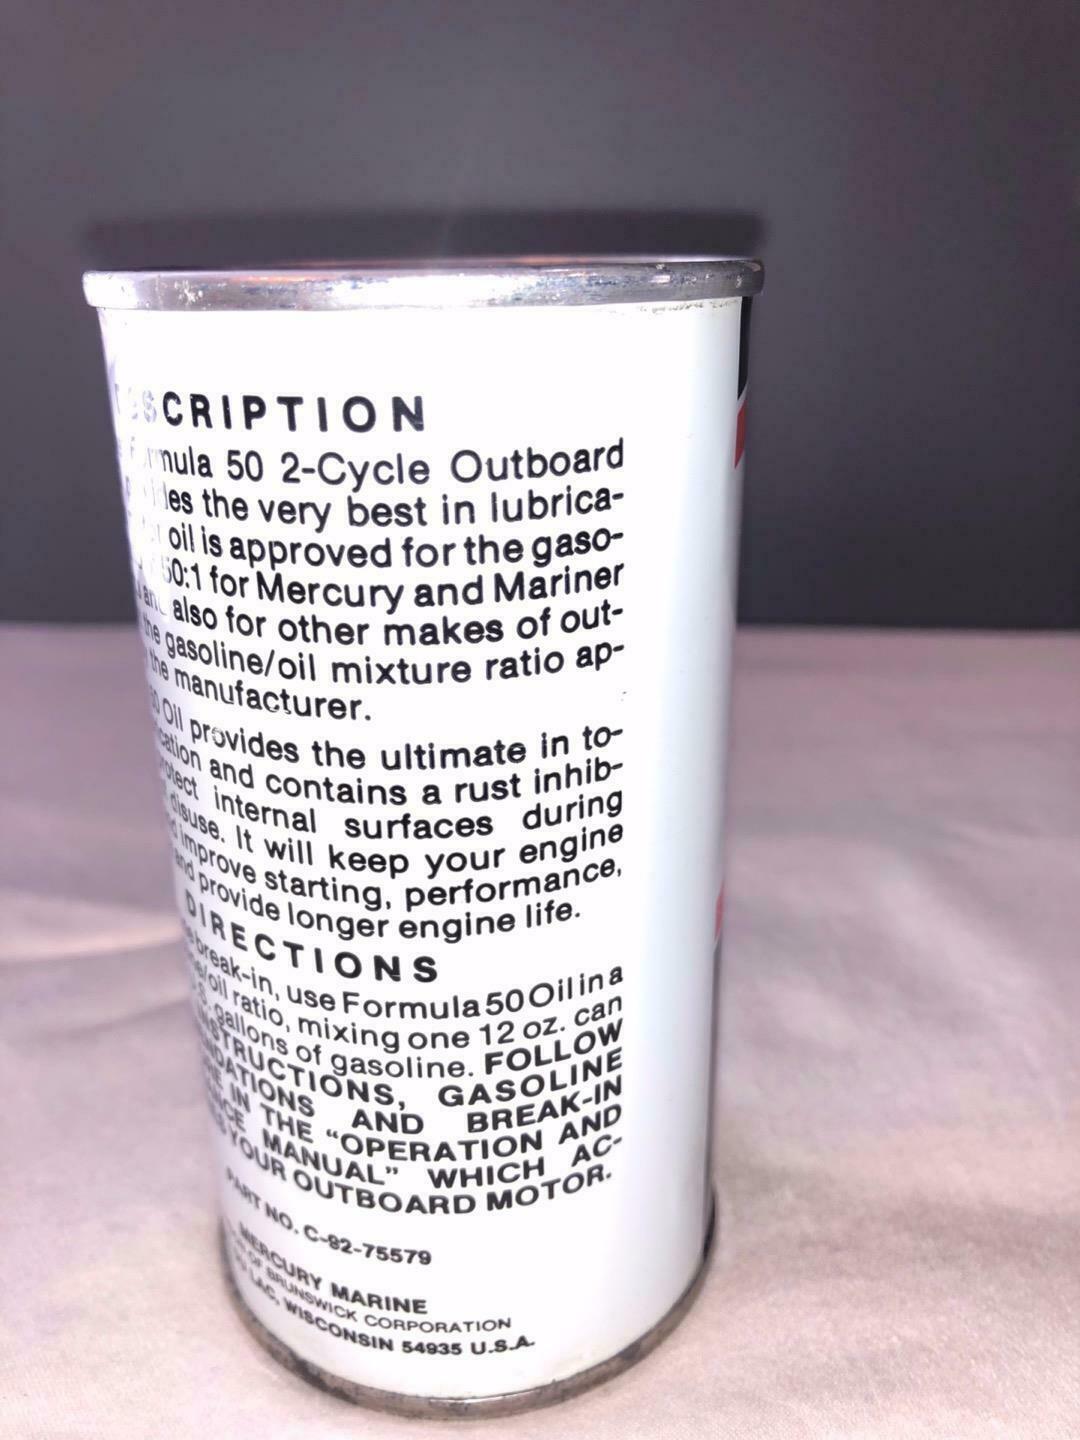 DESCRIPTION
Formula 50 2-Cycle Outboard
the very best in lubrica-
oil is approved for the gaso-
50:1 for Mercury and Mariner
also for other makes of out-
the gasoline/oil mixture ratio ap-
the manufacturer.
50 Oil provides the ultimate in to-
and contains a rust inhib-
internal surfaces during
disuse. It will keep your engine
improve starting, performance,
and provide longer engine life.
DIRECTIONS
break-in, use Formula 50 Oil in a
/oil ratio, mixing one 12 oz. can
gallons of gasoline. FOLLOW
INSTRUCTIONS, GASOLINE
AND BREAK-IN
IN THE "OPERATION AND
MANUAL" WHICH AC-
YOUR OUTBOARD MOTOR.
PART NO. C-92-75579
MERCURY MARINE
OF BRUNSWICK CORPORATION
DU LAC, WISCONSIN 54935 U.S.A.